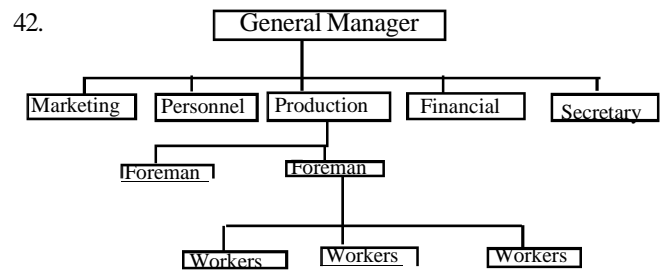 42.
General Manager
Marketing Personnel Production Financial Secretary
Foreman Foreman
Workers Workers Workers